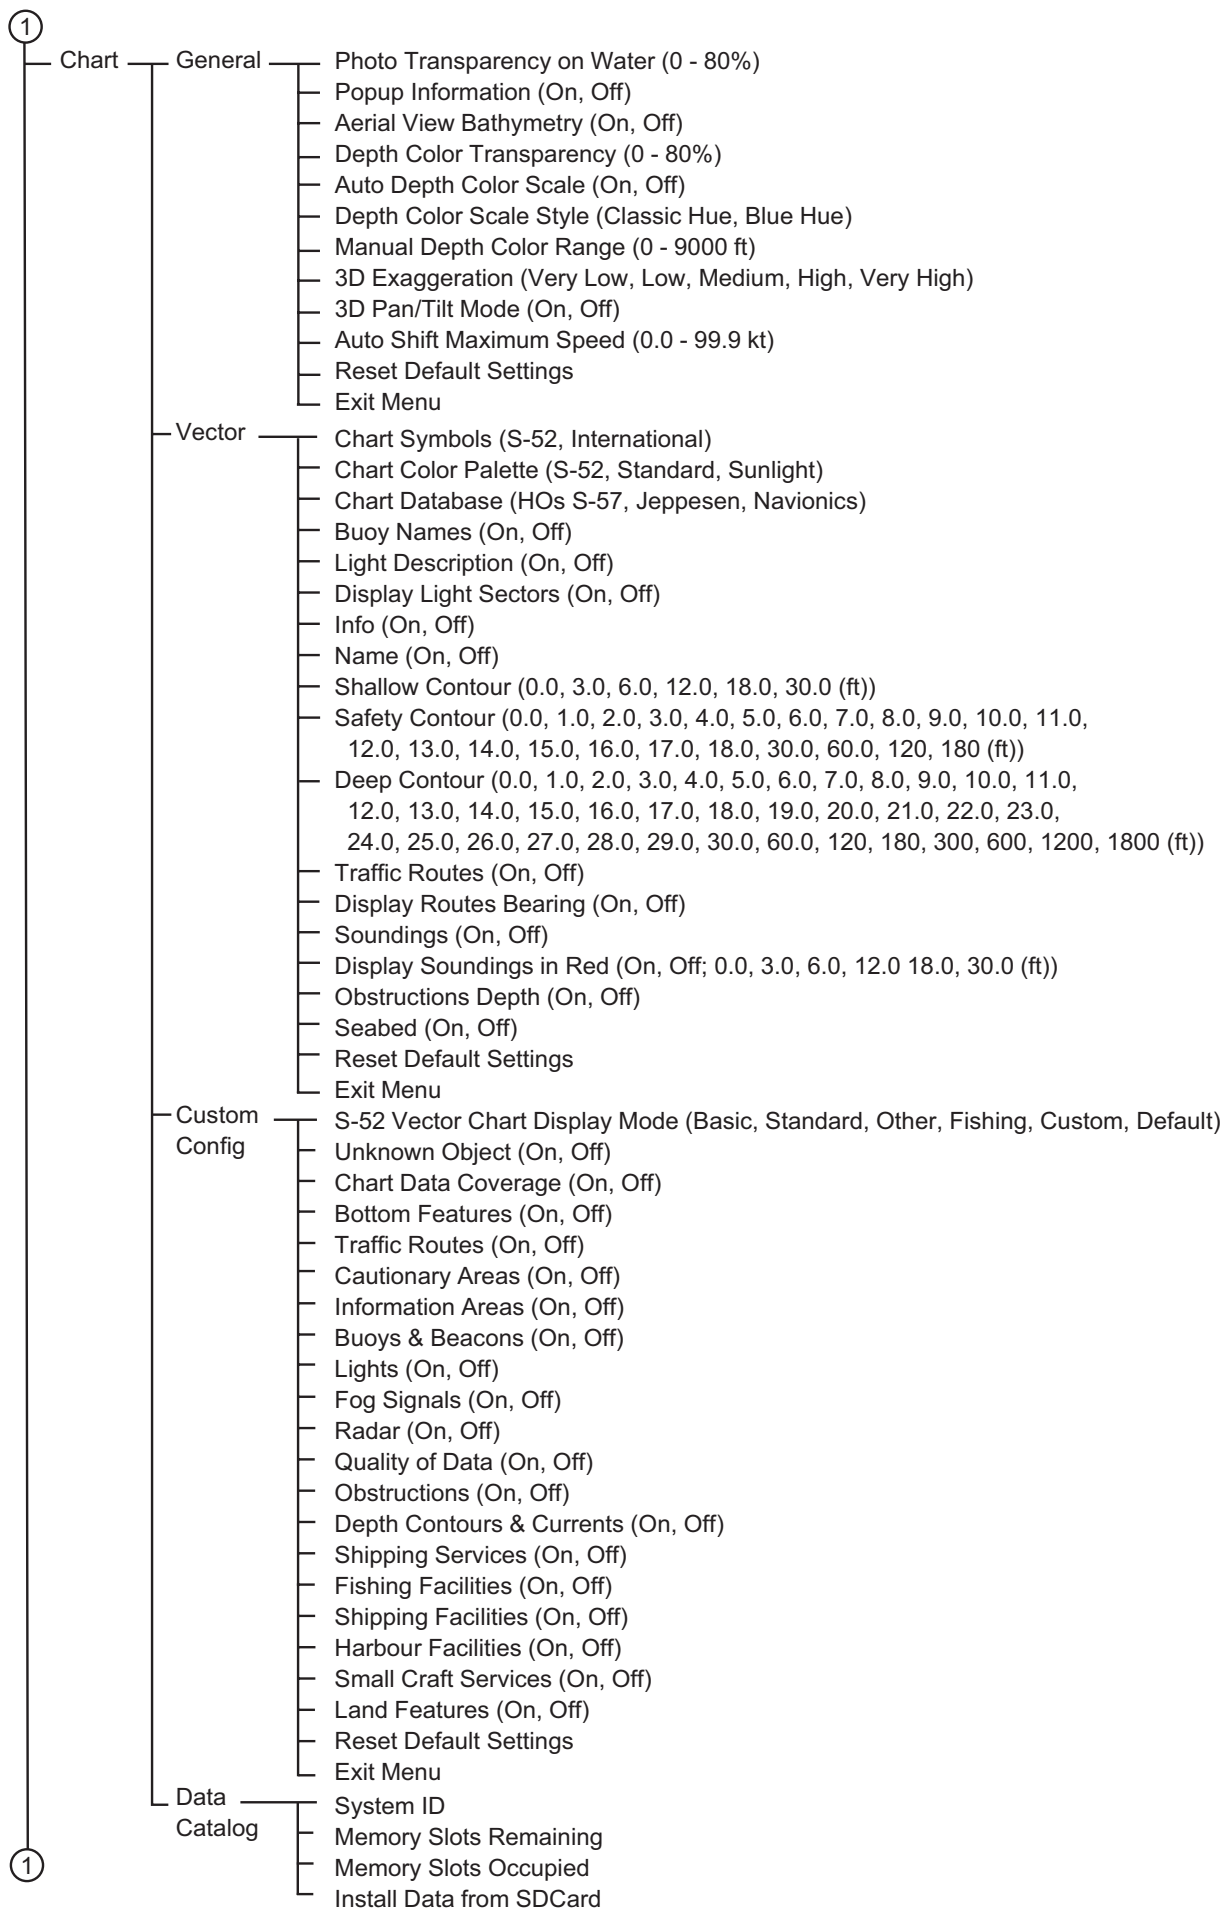 1
Chart General Photo Transparency on Water (0 - 80%)
Popup Information (On, Off)
Aerial View Bathymetry (On, Off)
Depth Color Transparency (0 - 80%)
Auto Depth Color Scale (On, Off)
Depth Color Scale Style (Classic Hue, Blue Hue)
Manual Depth Color Range (0 - 9000 ft)
3D Exaggeration (Very Low, Low, Medium, High, Very High)
3D Pan/Tilt Mode (On, Off)
Auto Shift Maximum Speed (0.0 - 99.9 kt)
Reset Default Settings
Exit Menu
Vector Chart Symbols (S-52, International)
Chart Color Palette (S-52, Standard, Sunlight)
Chart Database (HOs S-57, Jeppesen, Navionics)
Buoy Names (On, Off)
Light Description (On, Off)
Display Light Sectors (On, Off)
Info (On, Off)
Name (On, Off)
Shallow Contour (0.0, 3.0, 6.0, 12.0, 18.0, 30.0 (ft))
Safety Contour (0.0, 1.0, 2.0, 3.0, 4.0, 5.0, 6.0, 7.0, 8.0, 9.0, 10.0, 11.0,
12.0, 13.0, 14.0, 15.0, 16.0, 17.0, 18.0, 30.0, 60.0, 120, 180 (ft))
Deep Contour (0.0, 1.0, 2.0, 3.0, 4.0, 5.0, 6.0, 7.0, 8.0, 9.0, 10.0, 11.0,
12.0, 13.0, 14.0, 15.0, 16.0, 17.0, 18.0, 19.0, 20.0, 21.0, 22.0, 23.0,
24.0, 25.0, 26.0, 27.0, 28.0, 29.0, 30.0, 60.0, 120, 180, 300, 600, 1200, 1800 (ft))
Traffic Routes (On, Off)
Display Routes Bearing (On, Off)
Soundings (On, Off)
Display Soundings in Red (On, Off; 0.0, 3.0, 6.0, 12.0 18.0, 30.0 (ft))
Obstructions Depth (On, Off)
Seabed (On, Off)
Reset Default Settings
Exit Menu
Custom S-52 Vector Chart Display Mode (Basic, Standard, Other, Fishing, Custom, Default)
Config Unknown Object (On, Off)
Chart Data Coverage (On, Off)
Bottom Features (On, Off)
Traffic Routes (On, Off)
Cautionary Areas (On, Off)
Information Areas (On, Off)
Buoys & Beacons (On, Off)
Lights (On, Off)
Fog Signals (On, Off)
Radar (On, Off)
Quality of Data (On, Off)
Obstructions (On, Off)
Depth Contours & Currents (On, Off)
Shipping Services (On, Off)
Fishing Facilities (On, Off)
Shipping Facilities (On, Off)
Harbour Facilities (On, Off)
Small Craft Services (On, Off)
Land Features (On, Off)
Reset Default Settings
Exit Menu
Data System ID
Catalog Memory Slots Remaining
1 Memory Slots Occupied
Install Data from SDCard